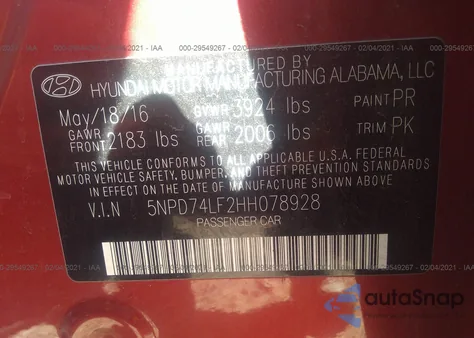 000-29549267 - 02/04/2021 - IAA
MANUFACTURED BY
HYUNDAI MOTOR MANUFACTURING ALABAMA, LLC
May/18/16 GVWR 3924 lbs PAINT PR
GAWR FRONT 2183 lbs GAWR REAR 2006 lbs TRIM PK
THIS VEHICLE CONFORMS TO ALL APPLICABLE U.S.A. FEDERAL
MOTOR VEHICLE SAFETY, BUMPER, AND THEFT PREVENTION STANDARDS
IN EFFECT ON THE DATE OF MANUFACTURE SHOWN ABOVE.
V.I.N 5NPD74LF2HH078928
PASSENGER CAR
autoSnap
POWERED BY AUTOASTAT